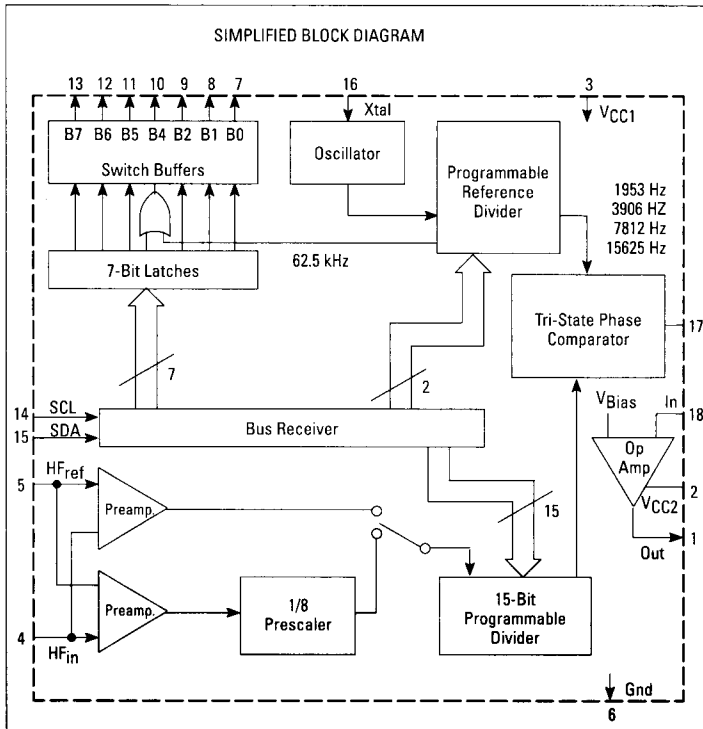 SIMPLIFIED BLOCK DIAGRAM
13 12 11 10 9 8 7
16
3
Xtal
VCC1
B7 B6 B5 B4 B2 B1 B0
Switch Buffers
Oscillator
Programmable
Reference
Divider
1953 Hz
3906 HZ
7812 Hz
15625 Hz
62.5 kHz
7-Bit Latches
Tri-State Phase
Comparator
17
7
2
14 SCL
15 SDA
Bus Receiver
VBias
In
18
Op
Amp
2
VCC2
1
Out
HFref
5
Preamp.
15
Preamp.
1/8
Prescaler
15-Bit
Programmable
Divider
4
HFin
Gnd
6